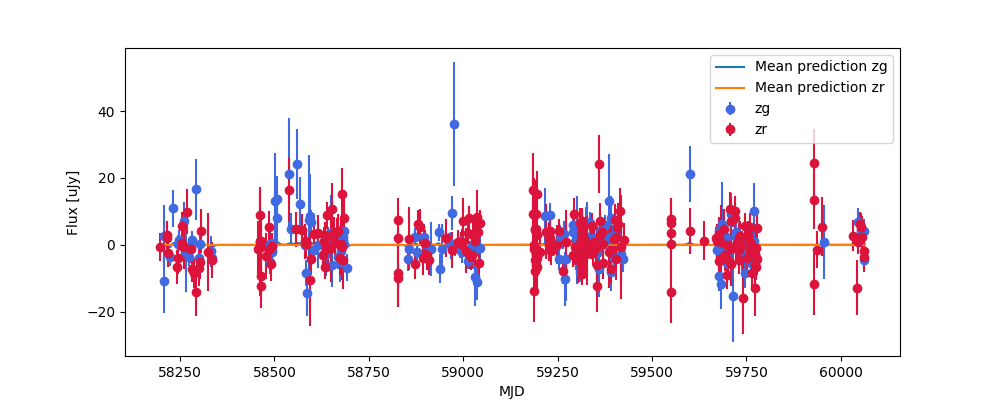 Mean prediction zg
Mean prediction zr
zg
zr
Flux [uJy]
40
20
0
−20
58250
58500
58750
59000
59250
59500
59750
60000
MJD